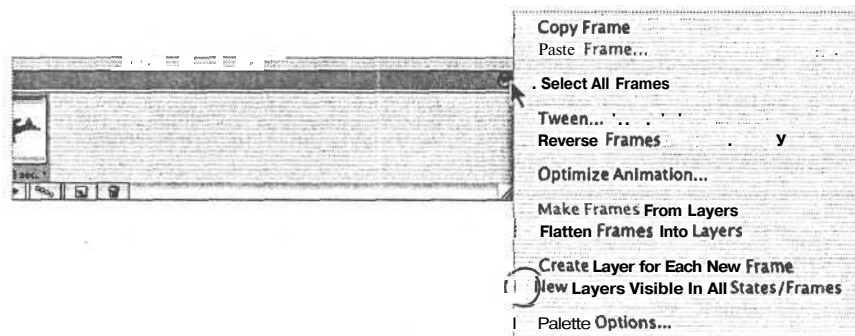 Copy Frame
Paste Frame...
Select All Frames
Tween...
Reverse Frames
Optimize Animation...
Make Frames From Layers
Flatten Frames Into Layers
Create Layer for Each New Frame
New Layers Visible In All States/Frames
Palette Options...
sec.